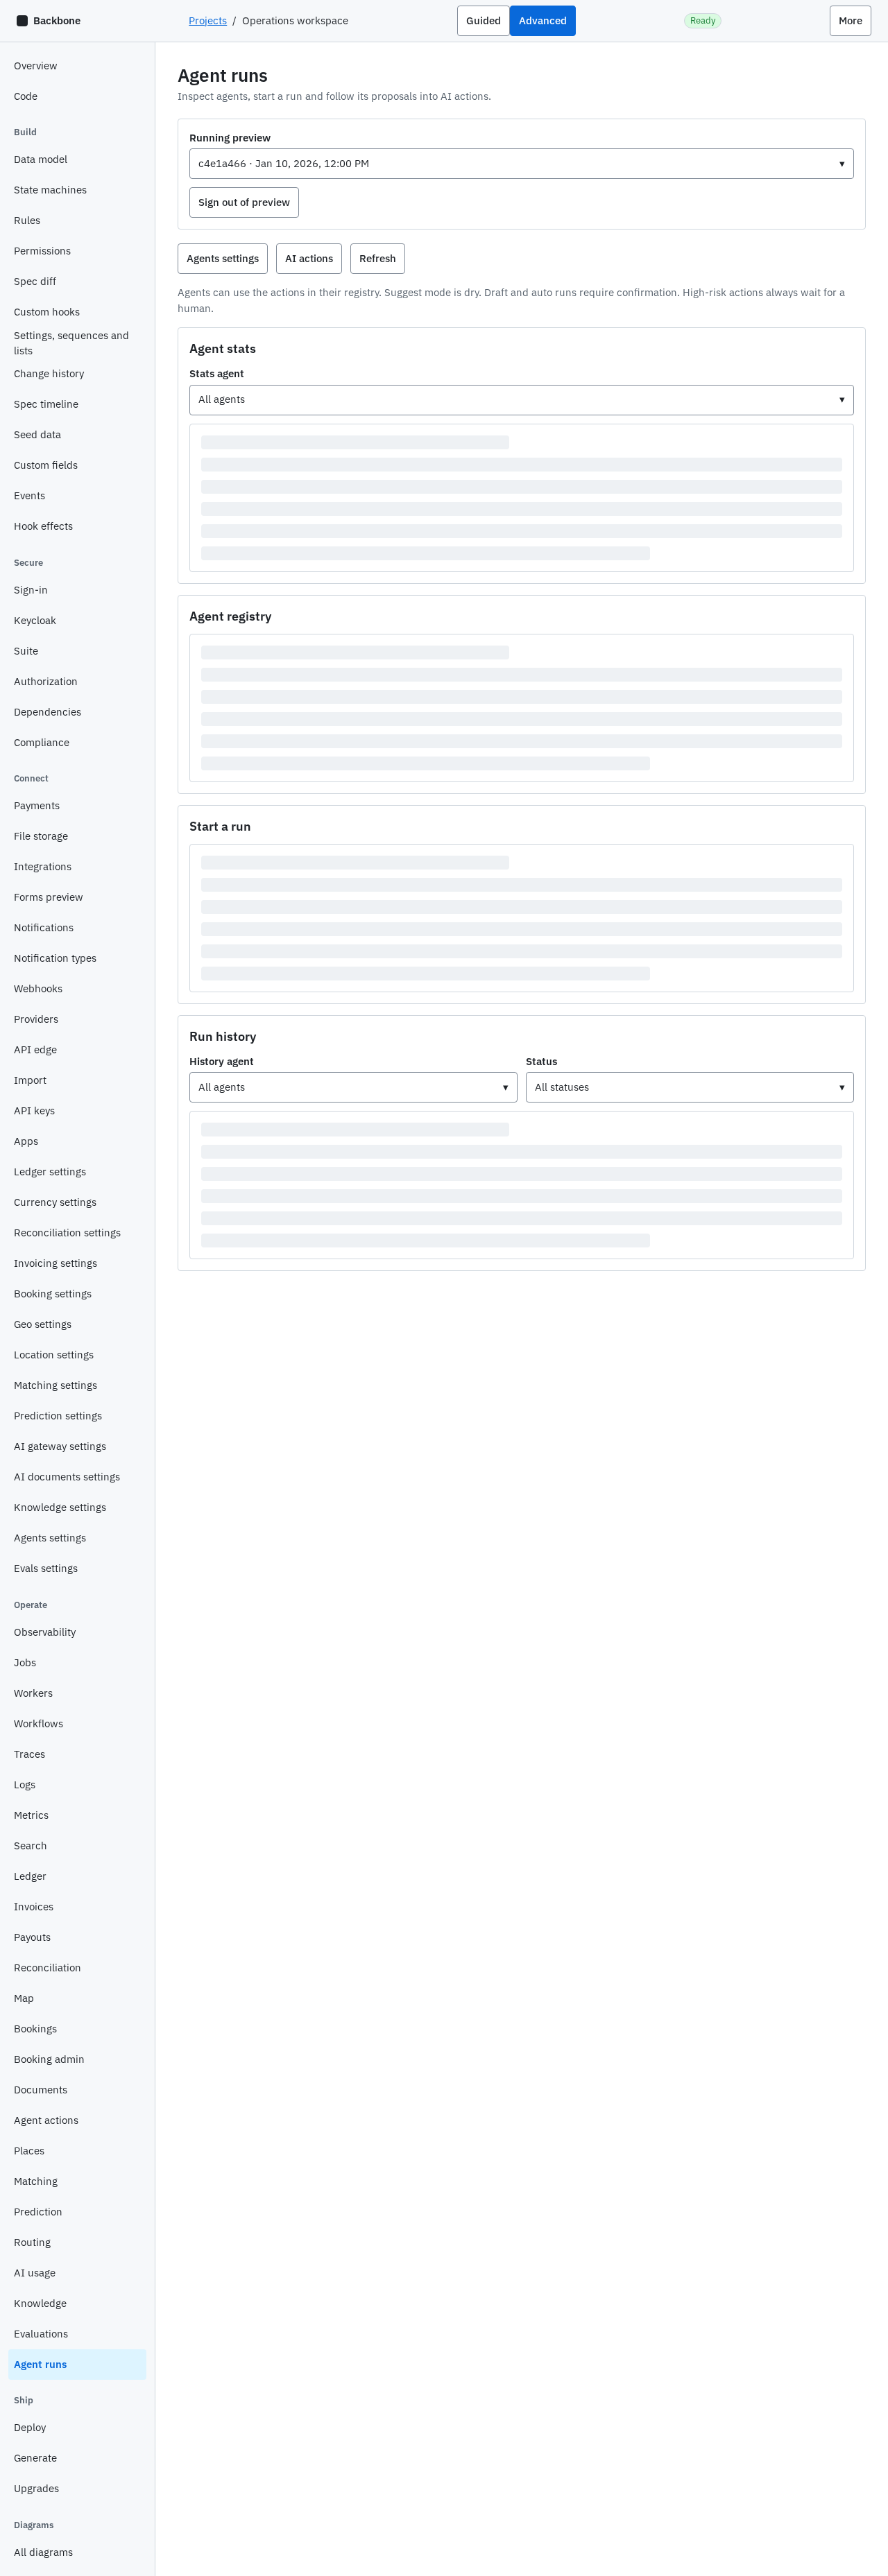 Backbone
Projects / Operations workspace
Guided
Advanced
Ready
More
Overview
Code
Build
Data model
State machines
Rules
Permissions
Spec diff
Custom hooks
Settings, sequences and
lists
Change history
Spec timeline
Seed data
Custom fields
Events
Hook effects
Secure
Sign-in
Keycloak
Suite
Authorization
Dependencies
Compliance
Connect
Payments
File storage
Integrations
Forms preview
Notifications
Notification types
Webhooks
Providers
API edge
Import
API keys
Apps
Ledger settings
Currency settings
Reconciliation settings
Invoicing settings
Booking settings
Geo settings
Location settings
Matching settings
Prediction settings
AI gateway settings
AI documents settings
Knowledge settings
Agents settings
Evals settings
Operate
Observability
Jobs
Workers
Workflows
Traces
Logs
Metrics
Search
Ledger
Invoices
Payouts
Reconciliation
Map
Bookings
Booking admin
Documents
Agent actions
Places
Matching
Prediction
Routing
AI usage
Knowledge
Evaluations
Agent runs
Ship
Deploy
Generate
Upgrades
Diagrams
All diagrams
Agent runs
Inspect agents, start a run and follow its proposals into AI actions.
Running preview
c4e1a466 · Jan 10, 2026, 12:00 PM
Sign out of preview
Agents settings
AI actions
Refresh
Agents can use the actions in their registry. Suggest mode is dry. Draft and auto runs require confirmation. High-risk actions always wait for a
human.
Agent stats
Stats agent
All agents
Agent registry
Start a run
Run history
History agent
Status
All agents
All statuses